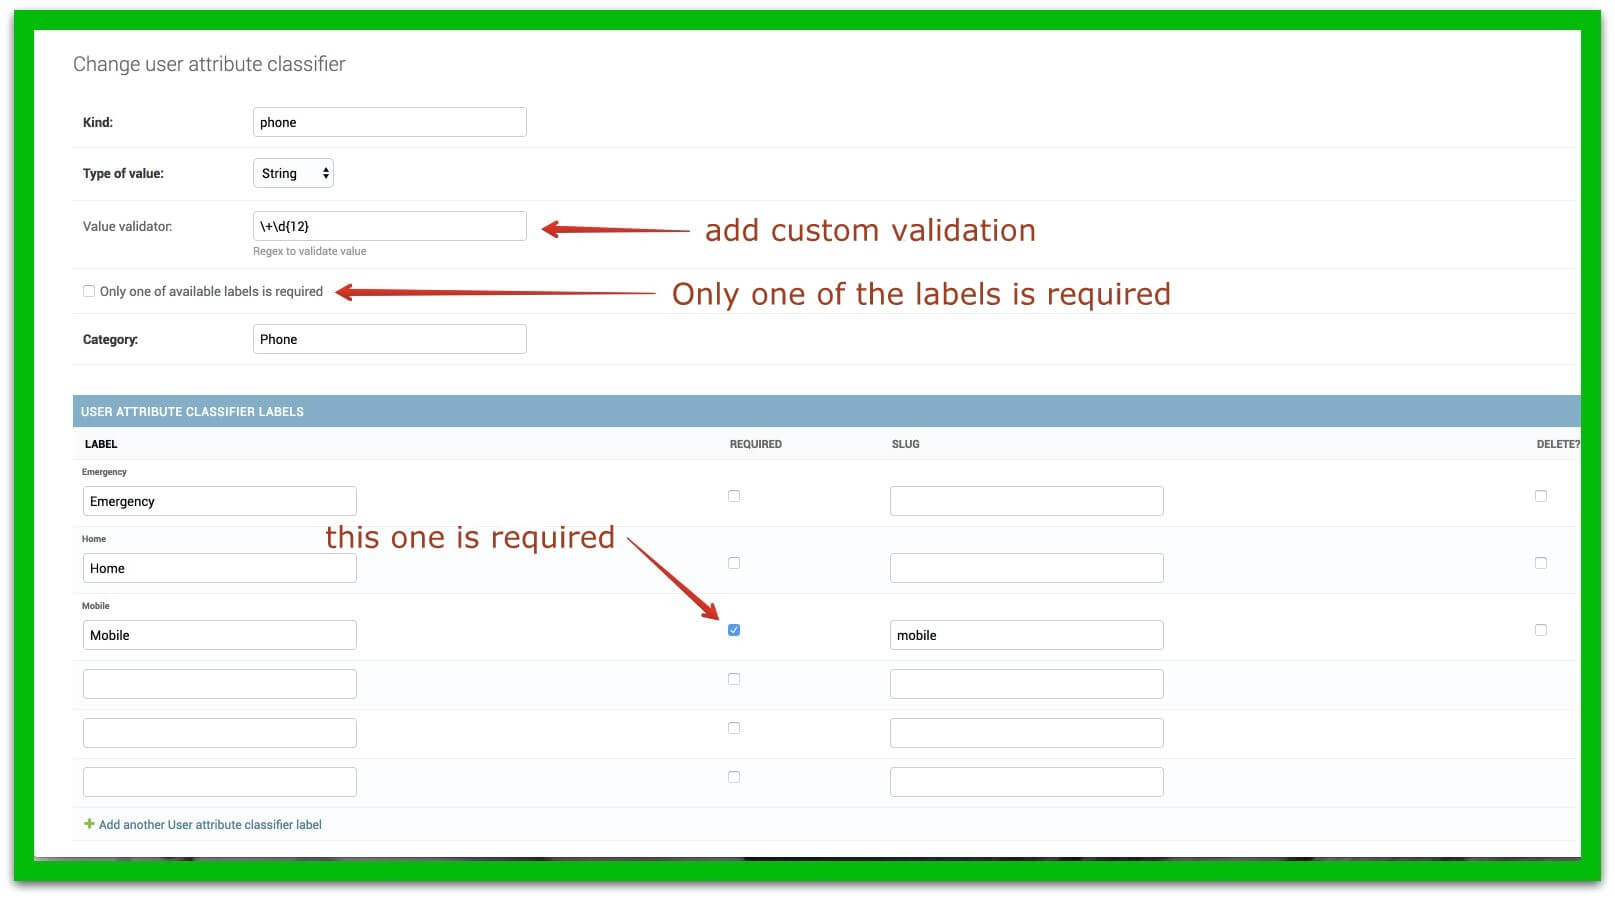 Change user attribute classifier
Kind: phone
Type of value: String
Value validator: \+\d{12} add custom validation
Regex to validate value
Only one of available labels is required Only one of the labels is required
Category: Phone
USER ATTRIBUTE CLASSIFIER LABELS
LABEL REQUIRED SLUG DELETE?
Emergency
Emergency
this one is required
Home
Home
Mobile
Mobile mobile
Add another User attribute classifier label